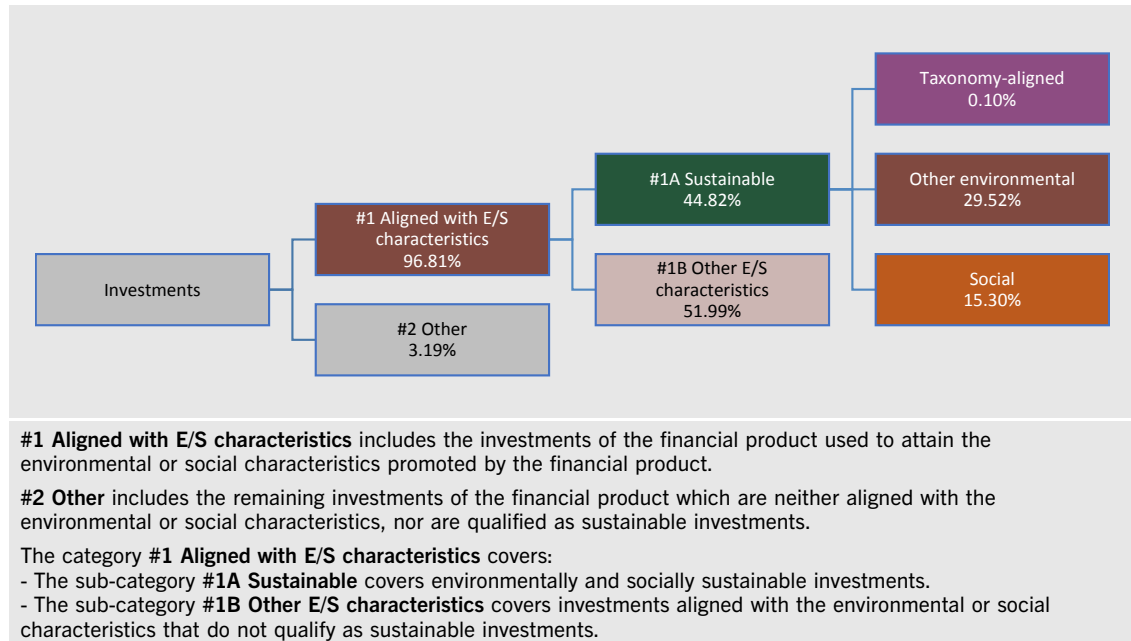 Taxonomy-aligned
0.10%
#1A Sustainable
44.82%
Other environmental
29.52%
#1 Aligned with E/S
characteristics
96.81%
Investments
#1B Other E/S
characteristics
51.99%
Social
15.30%
#2 Other
3.19%
#1 Aligned with E/S characteristics includes the investments of the financial product used to attain the
environmental or social characteristics promoted by the financial product.
#2 Other includes the remaining investments of the financial product which are neither aligned with the
environmental or social characteristics, nor are qualified as sustainable investments.
The category #1 Aligned with E/S characteristics covers:
- The sub-category #1A Sustainable covers environmentally and socially sustainable investments.
- The sub-category #1B Other E/S characteristics covers investments aligned with the environmental or social
characteristics that do not qualify as sustainable investments.